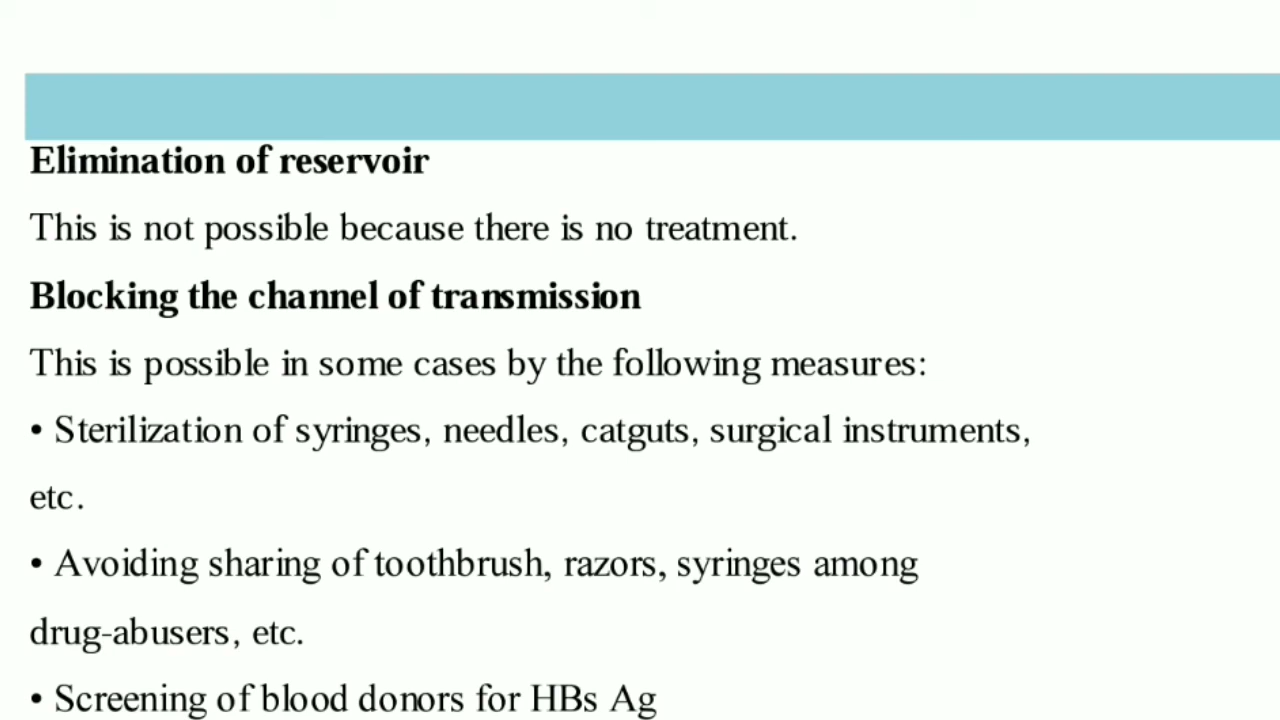 Elimination of reservoir
This is not possible because there is no treatment.
Blocking the channel of transmission
This is possible in some cases by the following measures:
• Sterilization of syringes, needles, catguts, surgical instruments,
etc.
• Avoiding sharing of toothbrush, razors, syringes among
drug-abusers, etc.
• Screening of blood donors for HBs Ag